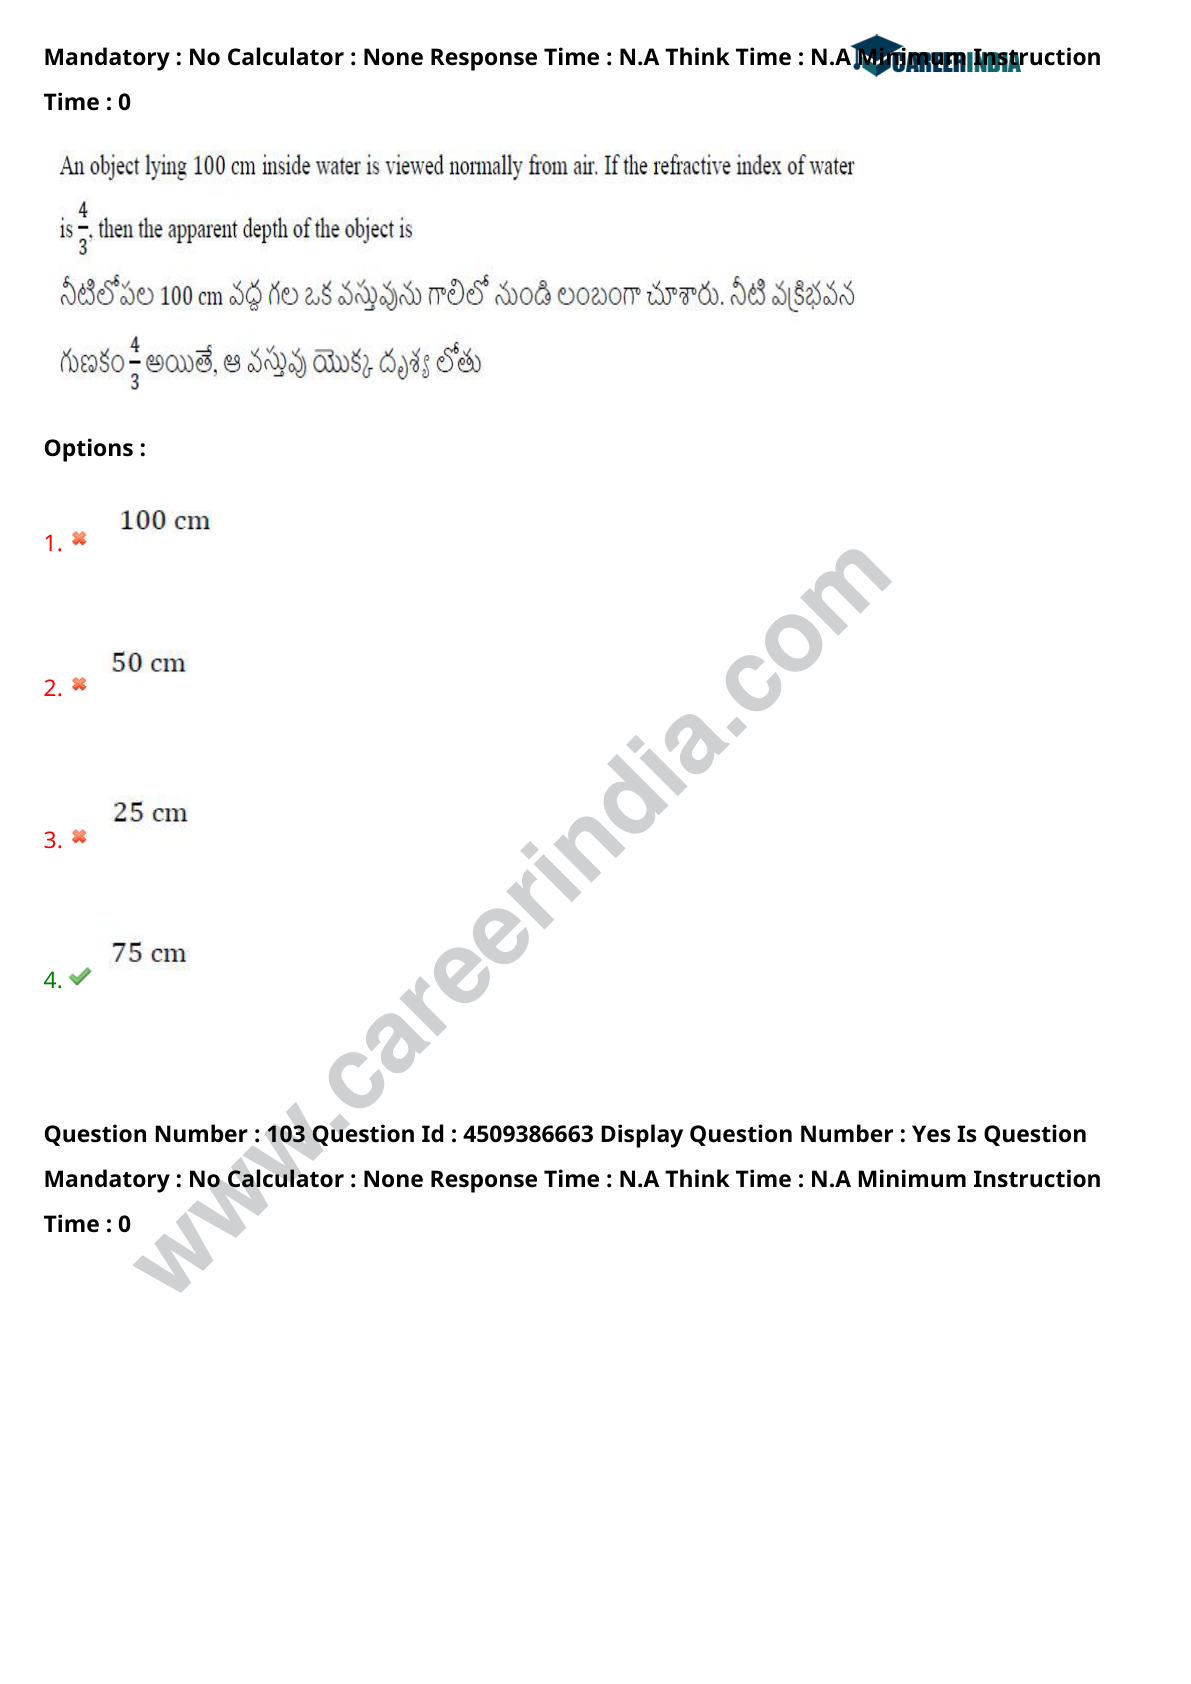 Mandatory : No Calculator : None Response Time : N.A Think Time : N.A Minimum Instruction
CAREERINDIA
Time : 0
An object lying 100 cm inside water is viewed normally from air. If the refractive index of water
is 4/3, then the apparent depth of the object is
నీటిలోపల 100 cm వద్ద గల ఒక వస్తువును గాలిలో నుండి లంబంగా చూశారు. నీటి వక్రీభవన
గుణకం 4/3 అయితే, ఆ వస్తువు యొక్క దృశ్య లోతు
Options :
1. 100 cm
2. 50 cm
3. 25 cm
4. 75 cm
www.careerindia.com
Question Number : 103 Question Id : 4509386663 Display Question Number : Yes Is Question
Mandatory : No Calculator : None Response Time : N.A Think Time : N.A Minimum Instruction
Time : 0